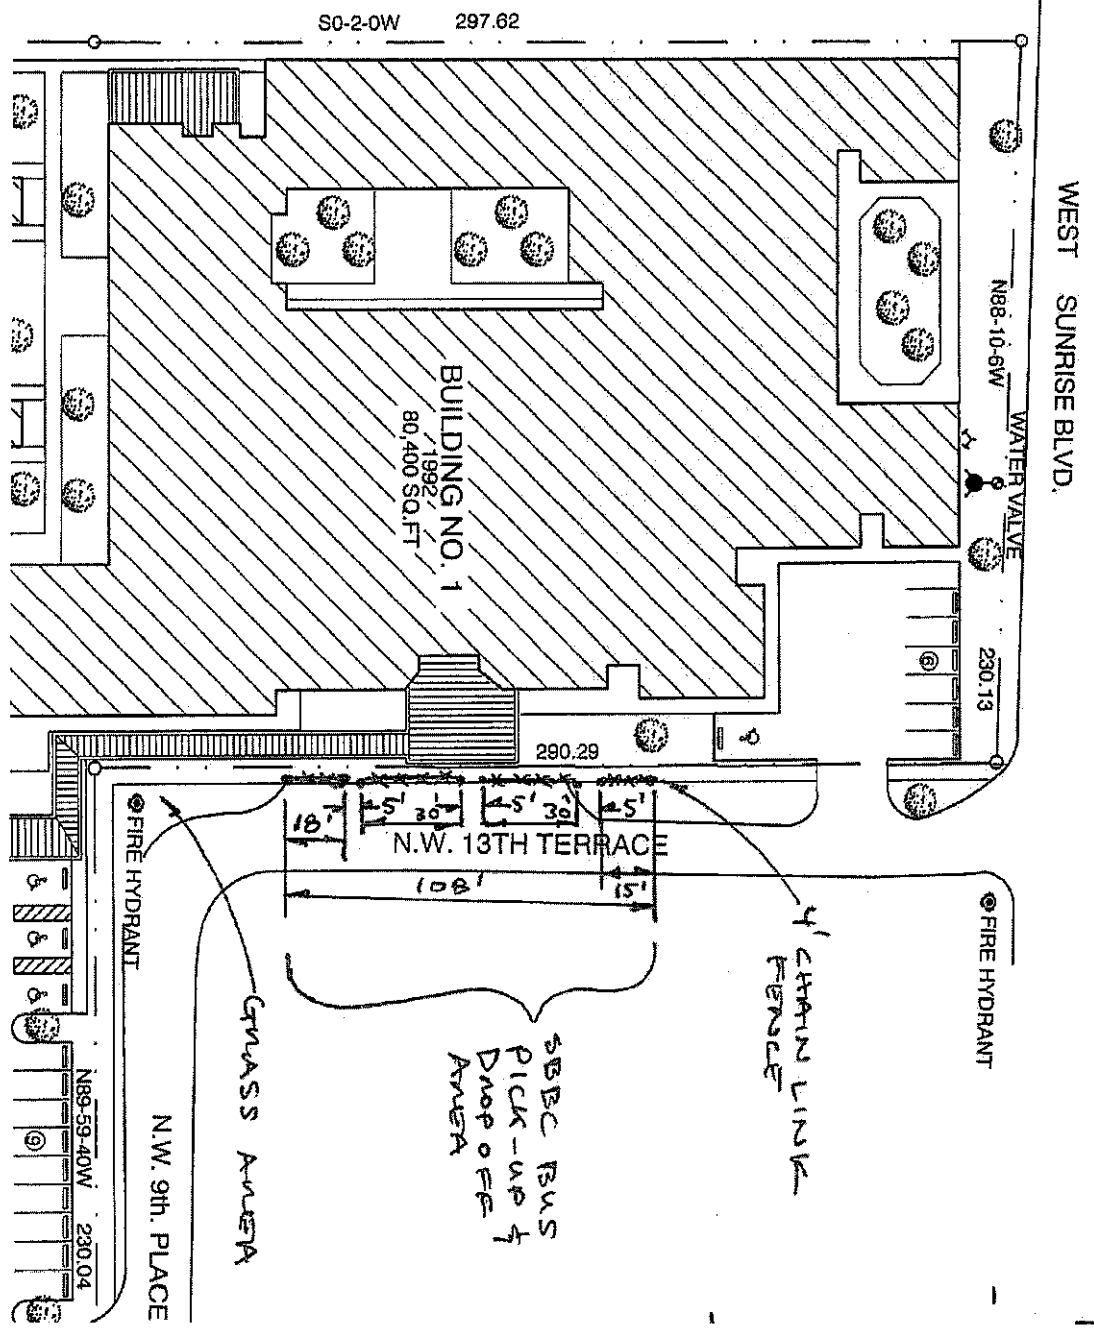 S0-2-0W 297.62
WEST SUNRISE BLVD.
N88-10-6W
WATER VALVE
230.13
BUILDING NO. 1
1992
80,400 SQ.FT
6
290.29
5'
5'
5'
18'
30'
30'
N.W. 13TH TERRACE
108'
15'
FIRE HYDRANT
FIRE HYDRANT
4' CHAIN LINK
FENCE
SBBC BUS
PICK-UP &
DROP OFF
AREA
GRASS AREA
N.W. 9th. PLACE
N89-59-40W 230.04
9